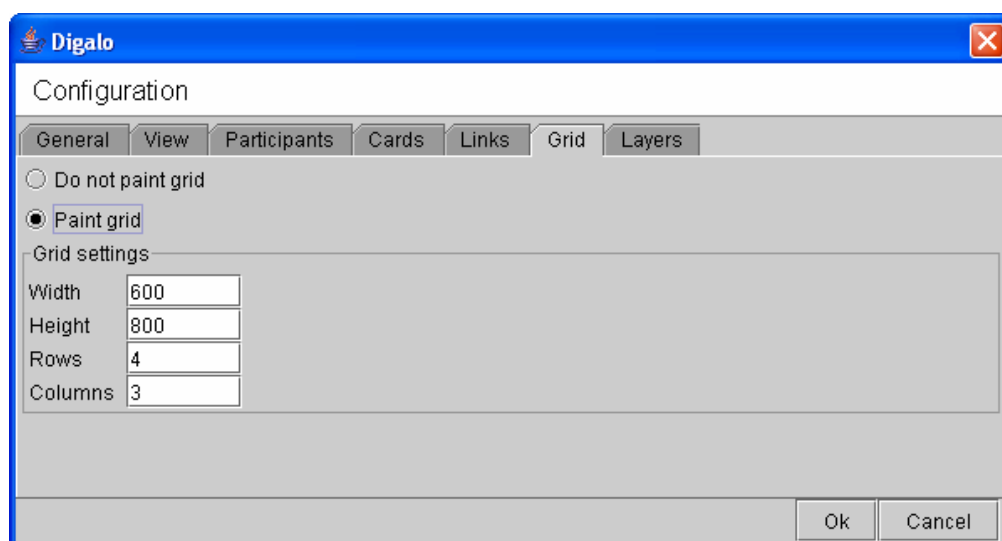 Digalo
Configuration
General View Participants Cards Links Grid Layers
Do not paint grid
Paint grid
Grid settings
Width 600
Height 800
Rows 4
Columns 3
Ok Cancel